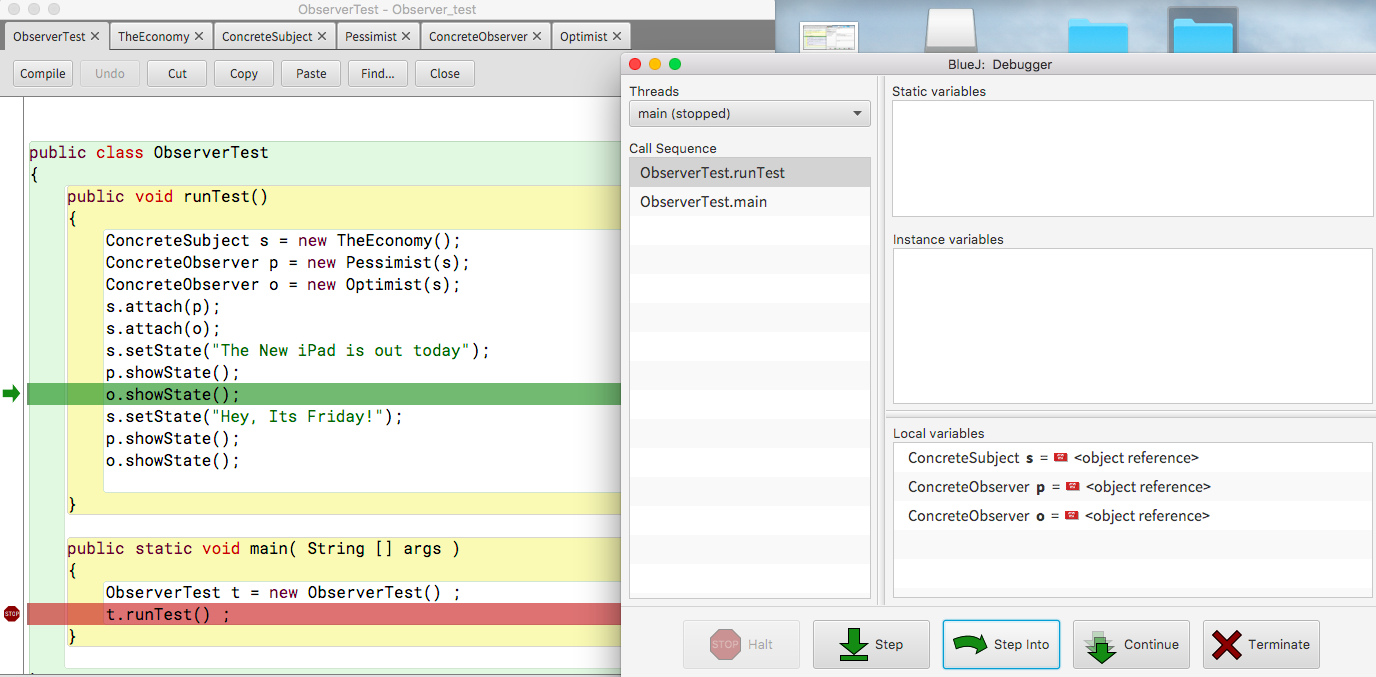 ObserverTest - Observer_test
ObserverTest TheEconomy ConcreteSubject Pessimist ConcreteObserver Optimist
Compile Undo Cut Copy Paste Find... Close
public class ObserverTest
{
public void runTest()
{
ConcreteSubject s = new TheEconomy();
ConcreteObserver p = new Pessimist(s);
ConcreteObserver o = new Optimist(s);
s.attach(p);
s.attach(o);
s.setState("The New iPad is out today");
p.showState();
o.showState();
s.setState("Hey, Its Friday!");
p.showState();
o.showState();
}
public static void main( String [] args )
{
ObserverTest t = new ObserverTest() ;
STOP
t.runTest() ;
}
BlueJ: Debugger
Threads
main (stopped)
Call Sequence
ObserverTest.runTest
ObserverTest.main
Static variables
Instance variables
Local variables
ConcreteSubject s = <object reference>
ConcreteObserver p = <object reference>
ConcreteObserver o = <object reference>
STOP Halt Step Step Into Continue Terminate